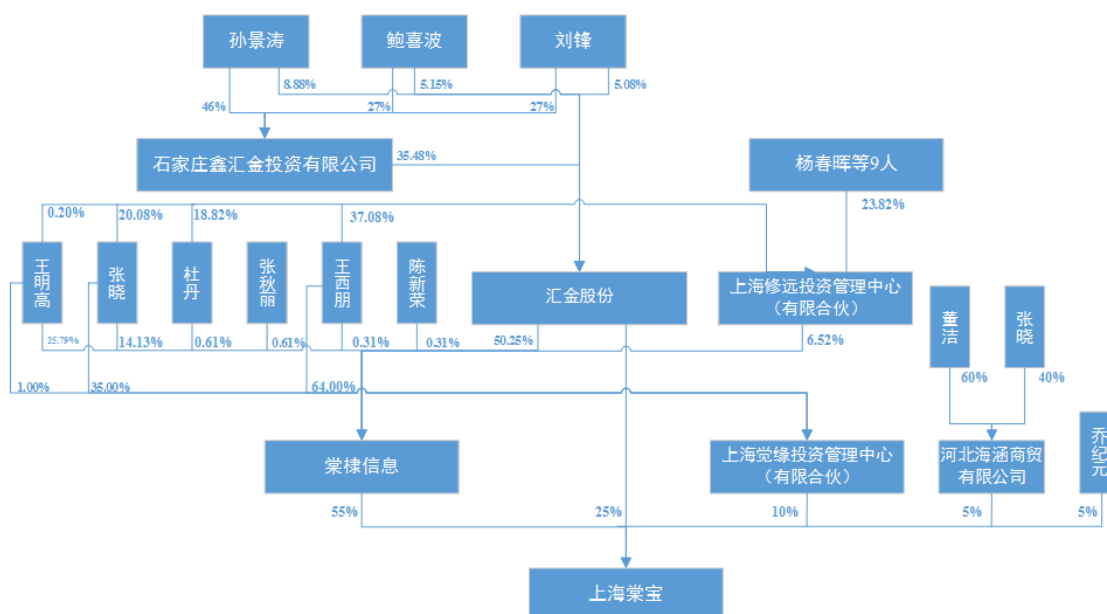 孙景涛
鲍喜波
刘锋
8.88%
5.15%
5.08%
46%
27%
27%
石家庄鑫汇金投资有限公司
35.48%
杨春晖等9人
0.20%
20.08%
18.82%
37.08%
23.82%
王明高
张晓
杜丹
张秋丽
王西朋
陈新荣
汇金股份
上海修远投资管理中心
（有限合伙）
董洁
张晓
25.79%
14.13%
0.61%
0.61%
0.31%
0.31%
50.25%
6.52%
60%
40%
1.00%
35.00%
64.00%
棠棣信息
上海觉缘投资管理中心
（有限合伙）
河北海涵商贸
有限公司
乔纪元
55%
25%
10%
5%
5%
上海棠宝